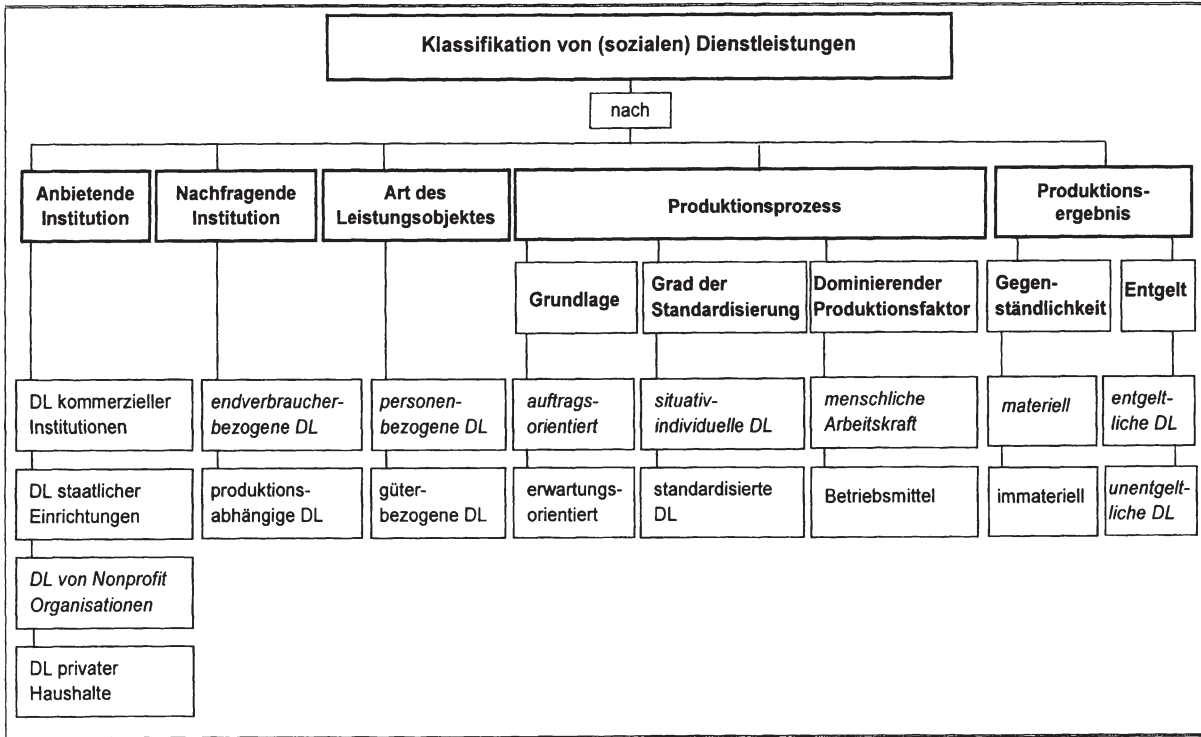 Klassifikation von (sozialen) Dienstleistungen
nach
Anbietende
Institution
Nachfragende
Institution
Art des
Leistungsobjektes
Produktionsprozess
Produktions-
ergebnis
Grundlage
Grad der
Standardisierung
Dominierender
Produktionsfaktor
Gegen-
ständlichkeit
Entgelt
DL kommerzieller
Institutionen
endverbraucher-
bezogene DL
personen-
bezogene DL
auftrags-
orientiert
situativ-
individuelle DL
menschliche
Arbeitskraft
materiell
entgelt-
liche DL
DL staatlicher
Einrichtungen
produktions-
abhängige DL
güter-
bezogene DL
erwartungs-
orientiert
standardisierte
DL
Betriebsmittel
immateriell
unentgelt-
liche DL
DL von Nonprofit
Organisationen
DL privater
Haushalte